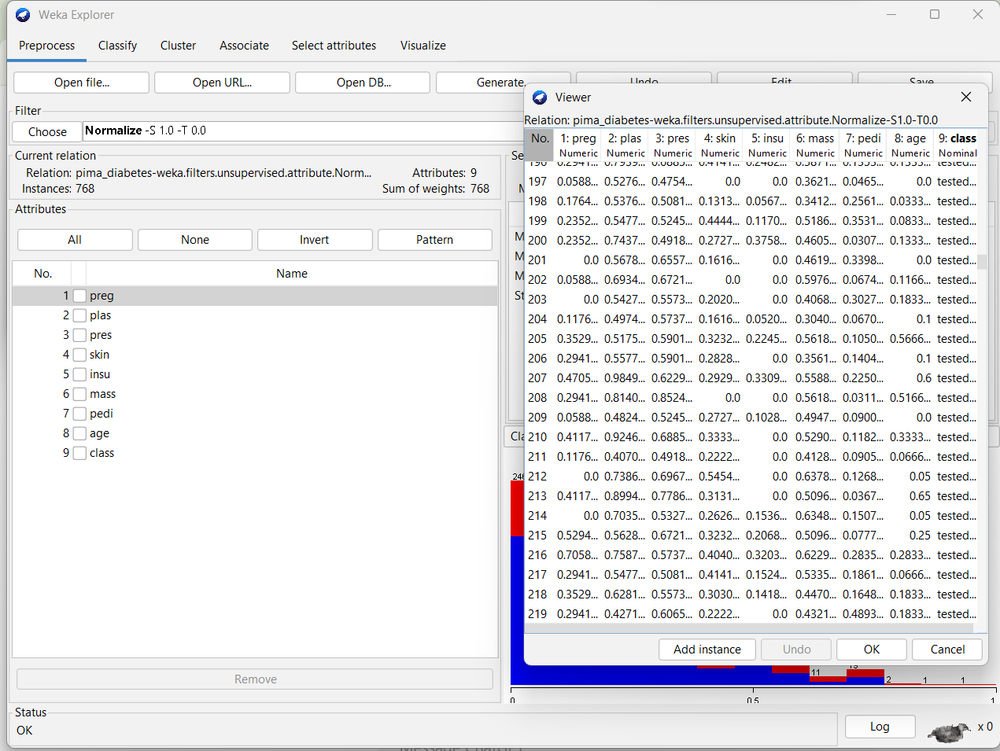 Weka Explorer
Preprocess Classify Cluster Associate Select attributes Visualize
Open file... Open URL... Open DB... Generate... Undo Edit... Save...
Filter
Choose Normalize -S 1.0 -T 0.0
Current relation
Relation: pima_diabetes-weka.filters.unsupervised.attribute.Norm... Attributes: 9
Instances: 768 Sum of weights: 768
Attributes
All None Invert Pattern
No. Name
1 preg
2 plas
3 pres
4 skin
5 insu
6 mass
7 pedi
8 age
9 class
Remove
Status
OK
Log x 0
Viewer
Relation: pima_diabetes-weka.filters.unsupervised.attribute.Normalize-S1.0-T0.0
No. 1: preg 2: plas 3: pres 4: skin 5: insu 6: mass 7: pedi 8: age 9: class
Numeric Numeric Numeric Numeric Numeric Numeric Numeric Numeric Nominal
196 0.2941... 0.7939... 0.6885... 0.4141... 0.2482... 0.5871... 0.1353... 0.1333... tested...
197 0.0588... 0.5276... 0.4754... 0.0 0.0 0.3621... 0.0465... 0.0 tested...
198 0.1764... 0.5376... 0.5081... 0.1313... 0.0567... 0.3412... 0.2561... 0.0333... tested...
199 0.2352... 0.5477... 0.5245... 0.4444... 0.1170... 0.5186... 0.3531... 0.0833... tested...
200 0.2352... 0.7437... 0.4918... 0.2727... 0.3758... 0.4605... 0.0307... 0.1333... tested...
201 0.0 0.5678... 0.6557... 0.1616... 0.0 0.4619... 0.3398... 0.0 tested...
202 0.0588... 0.6934... 0.6721... 0.0 0.0 0.5976... 0.0674... 0.1166... tested...
203 0.0 0.5427... 0.5573... 0.2020... 0.0 0.4068... 0.3027... 0.1833... tested...
204 0.1176... 0.4974... 0.5737... 0.1616... 0.0520... 0.3040... 0.0670... 0.1 tested...
205 0.3529... 0.5175... 0.5901... 0.3232... 0.2245... 0.5618... 0.1050... 0.5666... tested...
206 0.2941... 0.5577... 0.5901... 0.2828... 0.0 0.3561... 0.1404... 0.1 tested...
207 0.4705... 0.9849... 0.6229... 0.2929... 0.3309... 0.5588... 0.2250... 0.6 tested...
208 0.2941... 0.8140... 0.8524... 0.0 0.0 0.5618... 0.0311... 0.5166... tested...
209 0.0588... 0.4824... 0.5245... 0.2727... 0.1028... 0.4947... 0.0900... 0.0 tested...
210 0.4117... 0.9246... 0.6885... 0.3333... 0.0 0.5290... 0.1182... 0.3333... tested...
211 0.1176... 0.4070... 0.4918... 0.2222... 0.0 0.4128... 0.0905... 0.0666... tested...
212 0.0 0.7386... 0.6967... 0.5454... 0.0 0.6378... 0.1268... 0.05 tested...
213 0.4117... 0.8994... 0.7786... 0.3131... 0.0 0.5096... 0.0367... 0.65 tested...
214 0.0 0.7035... 0.5327... 0.2626... 0.1536... 0.6348... 0.1507... 0.05 tested...
215 0.5294... 0.5628... 0.6721... 0.3232... 0.2068... 0.5096... 0.0777... 0.25 tested...
216 0.7058... 0.7587... 0.5737... 0.4040... 0.3203... 0.6229... 0.2835... 0.2833... tested...
217 0.2941... 0.5477... 0.5081... 0.4141... 0.1524... 0.5335... 0.1861... 0.0666... tested...
218 0.3529... 0.6281... 0.5573... 0.3030... 0.1418... 0.4470... 0.1648... 0.1833... tested...
219 0.2941... 0.4271... 0.6065... 0.2222... 0.0 0.4321... 0.4893... 0.1833... tested...
Add instance Undo OK Cancel
246
11 19 2 1 1
0 0.5 1